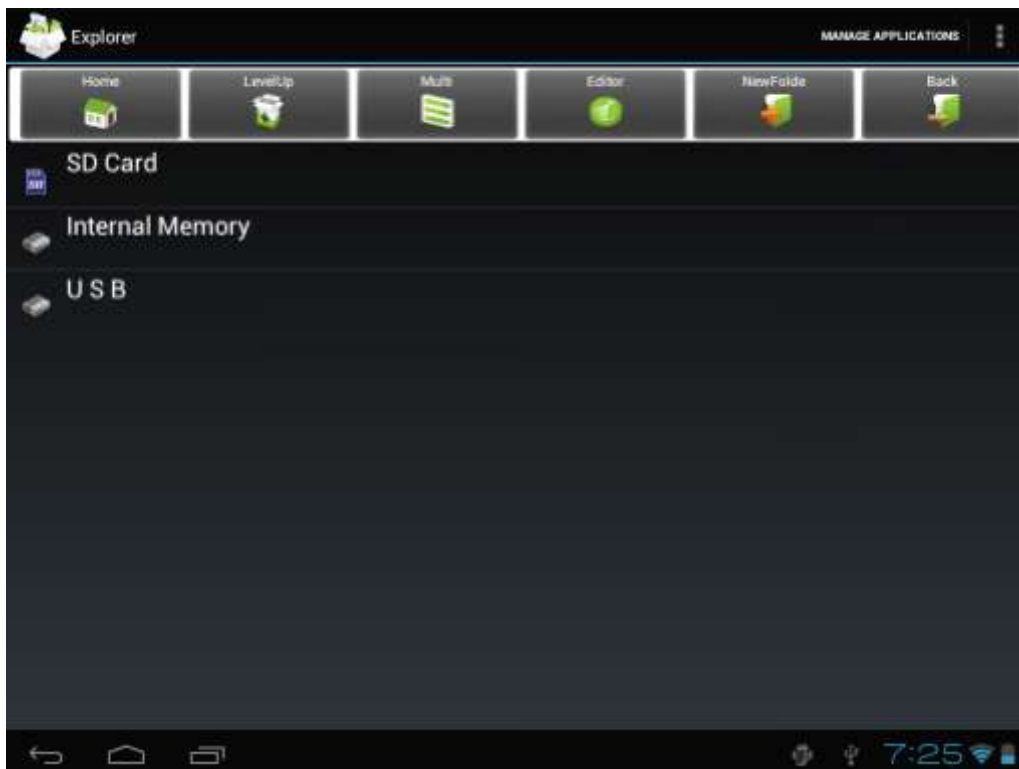 Explorer
MANAGE APPLICATIONS
Home LevelUp Multi Editor NewFolde Back
SD Card
Internal Memory
U S B
7:25